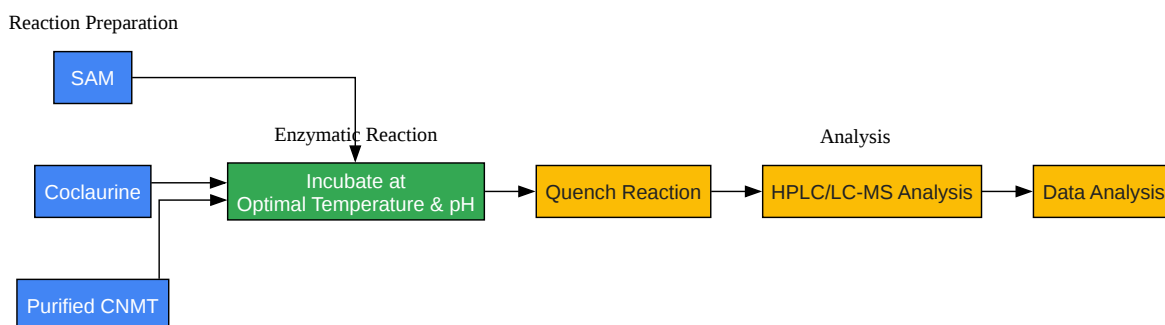 Reaction Preparation
SAM
Enzymatic Reaction
Analysis
Coclaurine
Incubate at
Optimal Temperature & pH
Quench Reaction
HPLC/LC-MS Analysis
Data Analysis
Purified CNMT